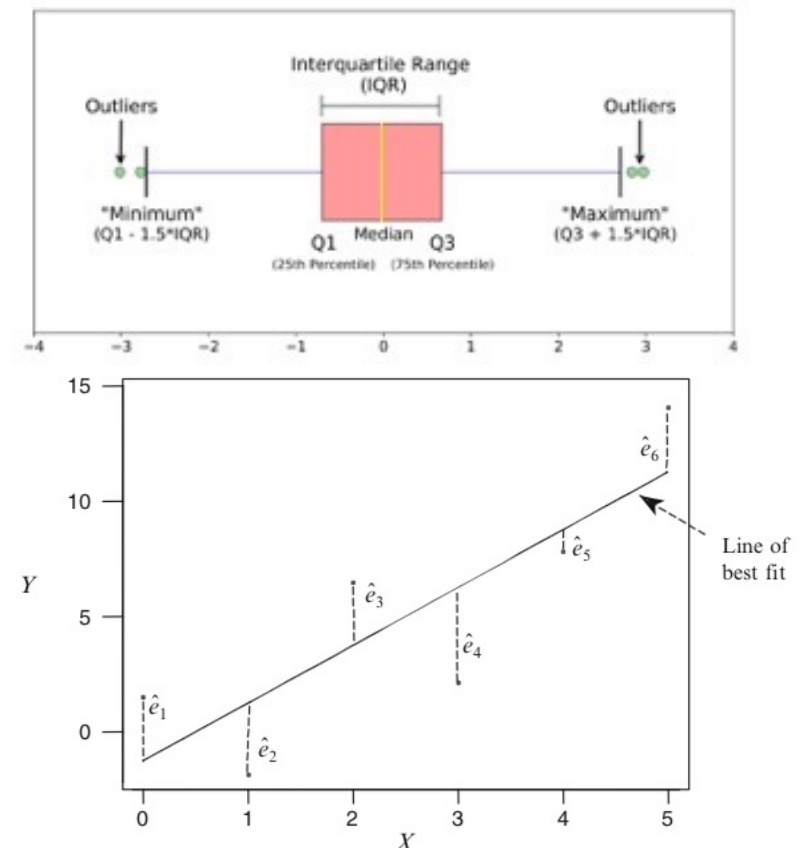 Interquartile Range
(IQR)
Outliers
Outliers
"Minimum"
(Q1 - 1.5*IQR)
"Maximum"
(Q3 + 1.5*IQR)
Q1
Median
Q3
(25th Percentile)
(75th Percentile)
−4
−3
−2
−1
0
1
2
3
4
15
10
5
0
Y
ê1
ê2
ê3
ê4
ê5
ê6
Line of
best fit
0
1
2
3
4
5
X